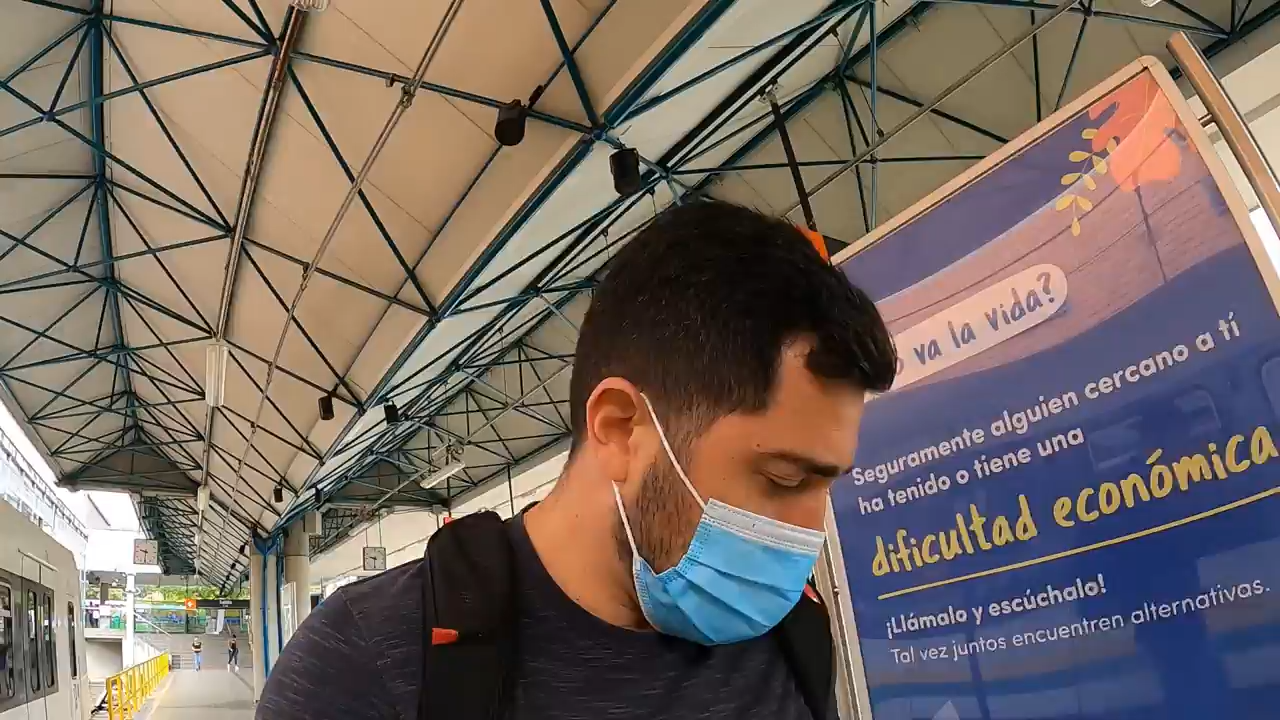 va la vida?
Seguramente alguien cercano a tí
ha tenido o tiene una
dificultad económica
¡Llámalo y escúchalo!
Tal vez juntos encuentren alternativas.